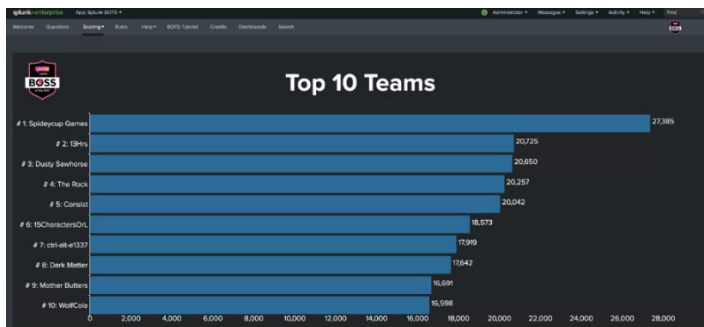 splunk>enterprise App: Splunk BOTS Administrator Messages Settings Activity Help Find
Welcome Questions Scoring Rules Help BOTS Tutorial Credits Dashboards Search
BOSS
Top 10 Teams
# 1: Spideycup Games 27,385
# 2: 13Hrs 20,725
# 3: Dusty Sawhorse 20,650
# 4: The Rock 20,257
# 5: Consist 20,042
# 6: 15CharactersOrL 18,573
# 7: ctrl-alt-e1337 17,919
# 8: Dark Matter 17,642
# 9: Mother Butters 16,691
# 10: WolfCola 16,598
0 2,000 4,000 6,000 8,000 10,000 12,000 14,000 16,000 18,000 20,000 22,000 24,000 26,000 28,000